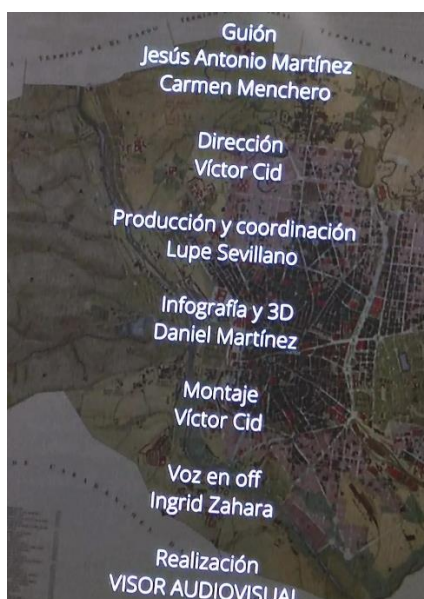 Guión
Jesús Antonio Martínez
Carmen Menchero
Dirección
Víctor Cid
Producción y coordinación
Lupe Sevillano
Infografía y 3D
Daniel Martínez
Montaje
Víctor Cid
Voz en off
Ingrid Zahara
Realización
VISOR AUDIOVISUAL